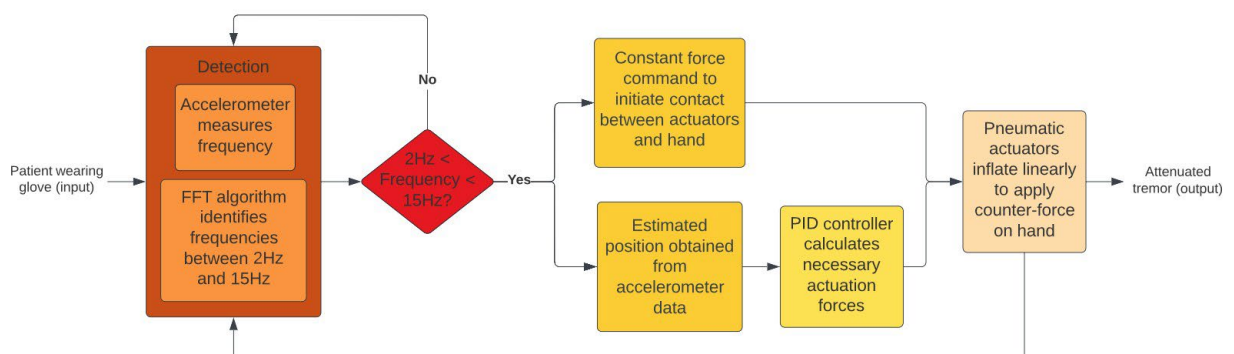 Patient wearing
glove (input)
Detection
Accelerometer
measures
frequency
FFT algorithm
identifies
frequencies
between 2Hz
and 15Hz
No
2Hz <
Frequency <
15Hz?
Yes
Constant force
command to
initiate contact
between actuators
and hand
Estimated
position obtained
from
accelerometer
data
PID controller
calculates
necessary
actuation
forces
Pneumatic
actuators
inflate linearly
to apply
counter-force
on hand
Attenuated
tremor (output)